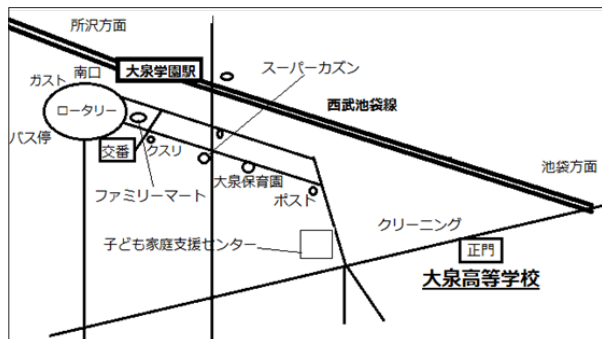 所沢方面
南口
大泉学園駅
スーパーカズン
ガスト
ロータリー
西武池袋線
バス停
交番
クスリ
大泉保育園
池袋方面
ファミリーマート
ポスト
クリーニング
子ども家庭支援センター
正門
大泉高等学校